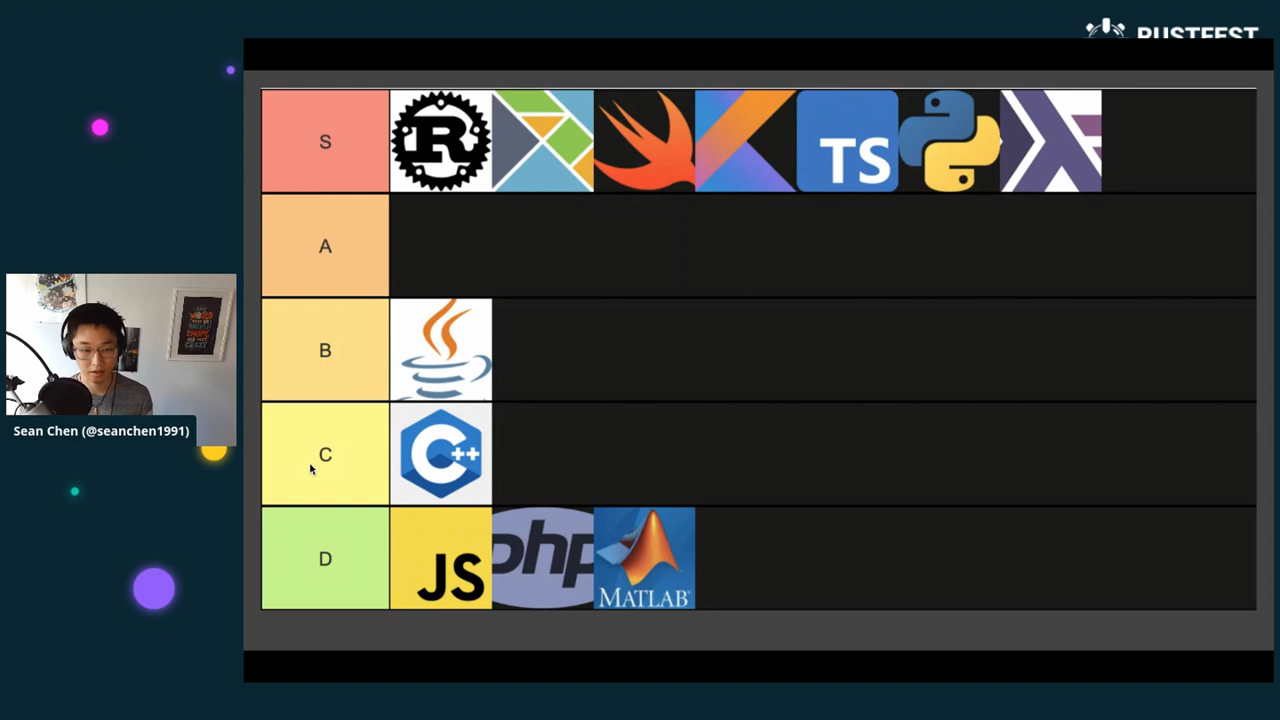 RUSTFEST
S
R
TS
A
B
C
C++
D
JS
php
MATLAB
Sean Chen (@seanchen1991)